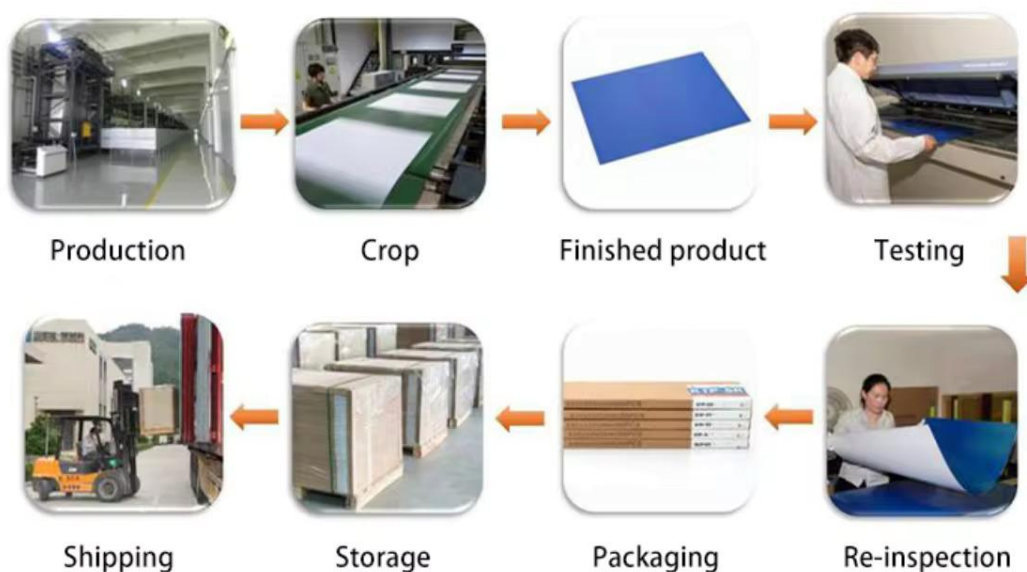 Production
Crop
Finished product
Testing
Shipping
Storage
Packaging
Re-inspection